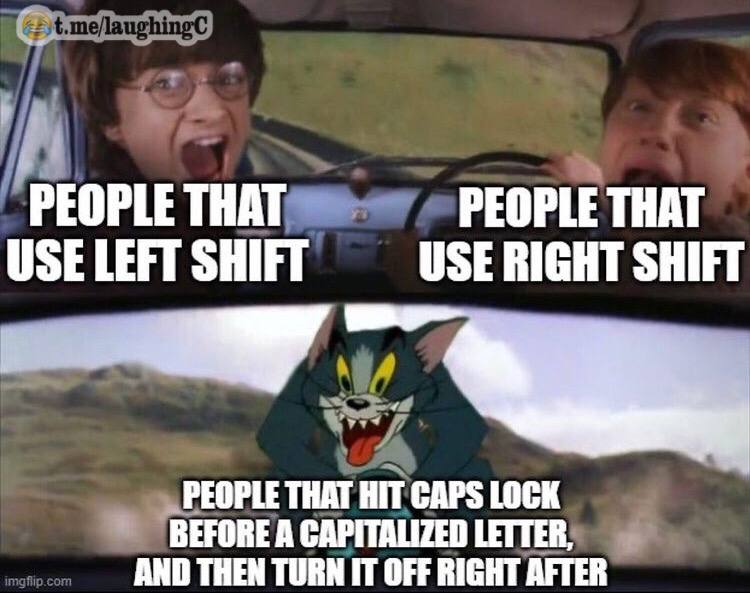 t.me/laughingC
PEOPLE THAT
USE LEFT SHIFT
PEOPLE THAT
USE RIGHT SHIFT
PEOPLE THAT HIT CAPS LOCK
BEFORE A CAPITALIZED LETTER,
AND THEN TURN IT OFF RIGHT AFTER
imgflip.com